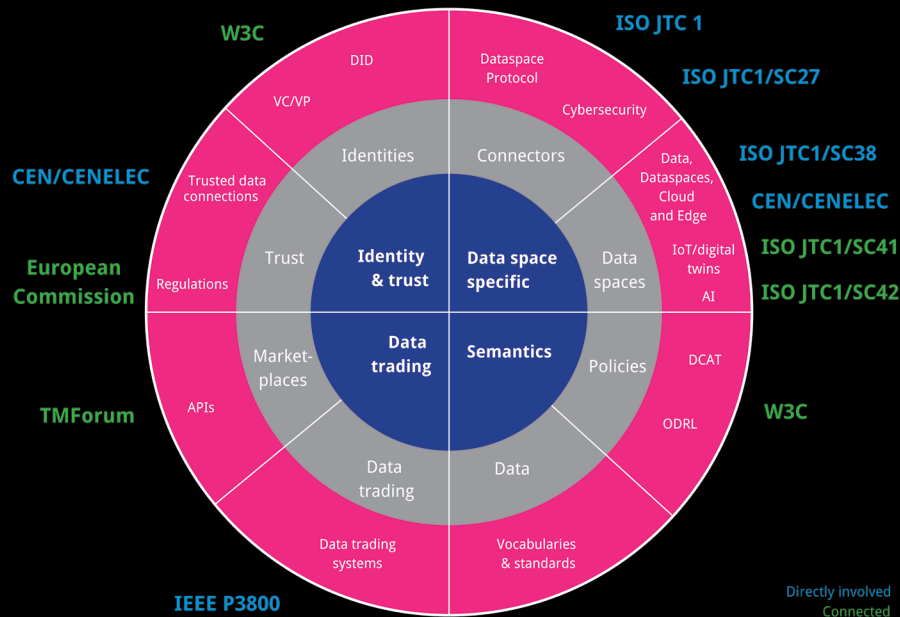 W3C
ISO JTC 1
ISO JTC1/SC27
ISO JTC1/SC38
CEN/CENELEC
ISO JTC1/SC41
ISO JTC1/SC42
W3C
IEEE P3800
TMForum
European
Commission
CEN/CENELEC
DID
VC/VP
Dataspace
Protocol
Cybersecurity
Data,
Dataspaces,
Cloud
and Edge
IoT/digital
twins
AI
DCAT
ODRL
Vocabularies
& standards
Data trading
systems
APIs
Regulations
Trusted data
connections
Identities
Connectors
Data
spaces
Policies
Data
Data
trading
Market-
places
Trust
Identity
& trust
Data space
specific
Data
trading
Semantics
Directly involved
Connected